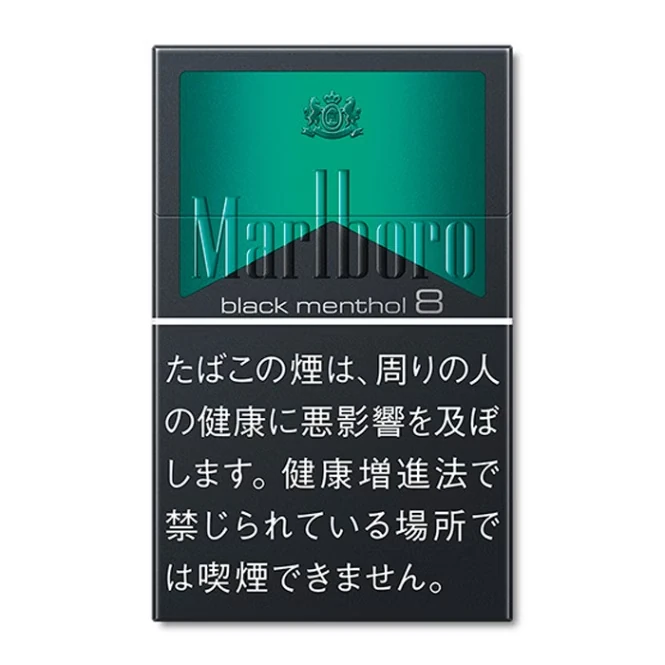 Marlboro
black menthol 8
たばこの煙は、周りの人
の健康に悪影響を及ぼ
します。健康増進法で
禁じられている場所で
は喫煙できません。